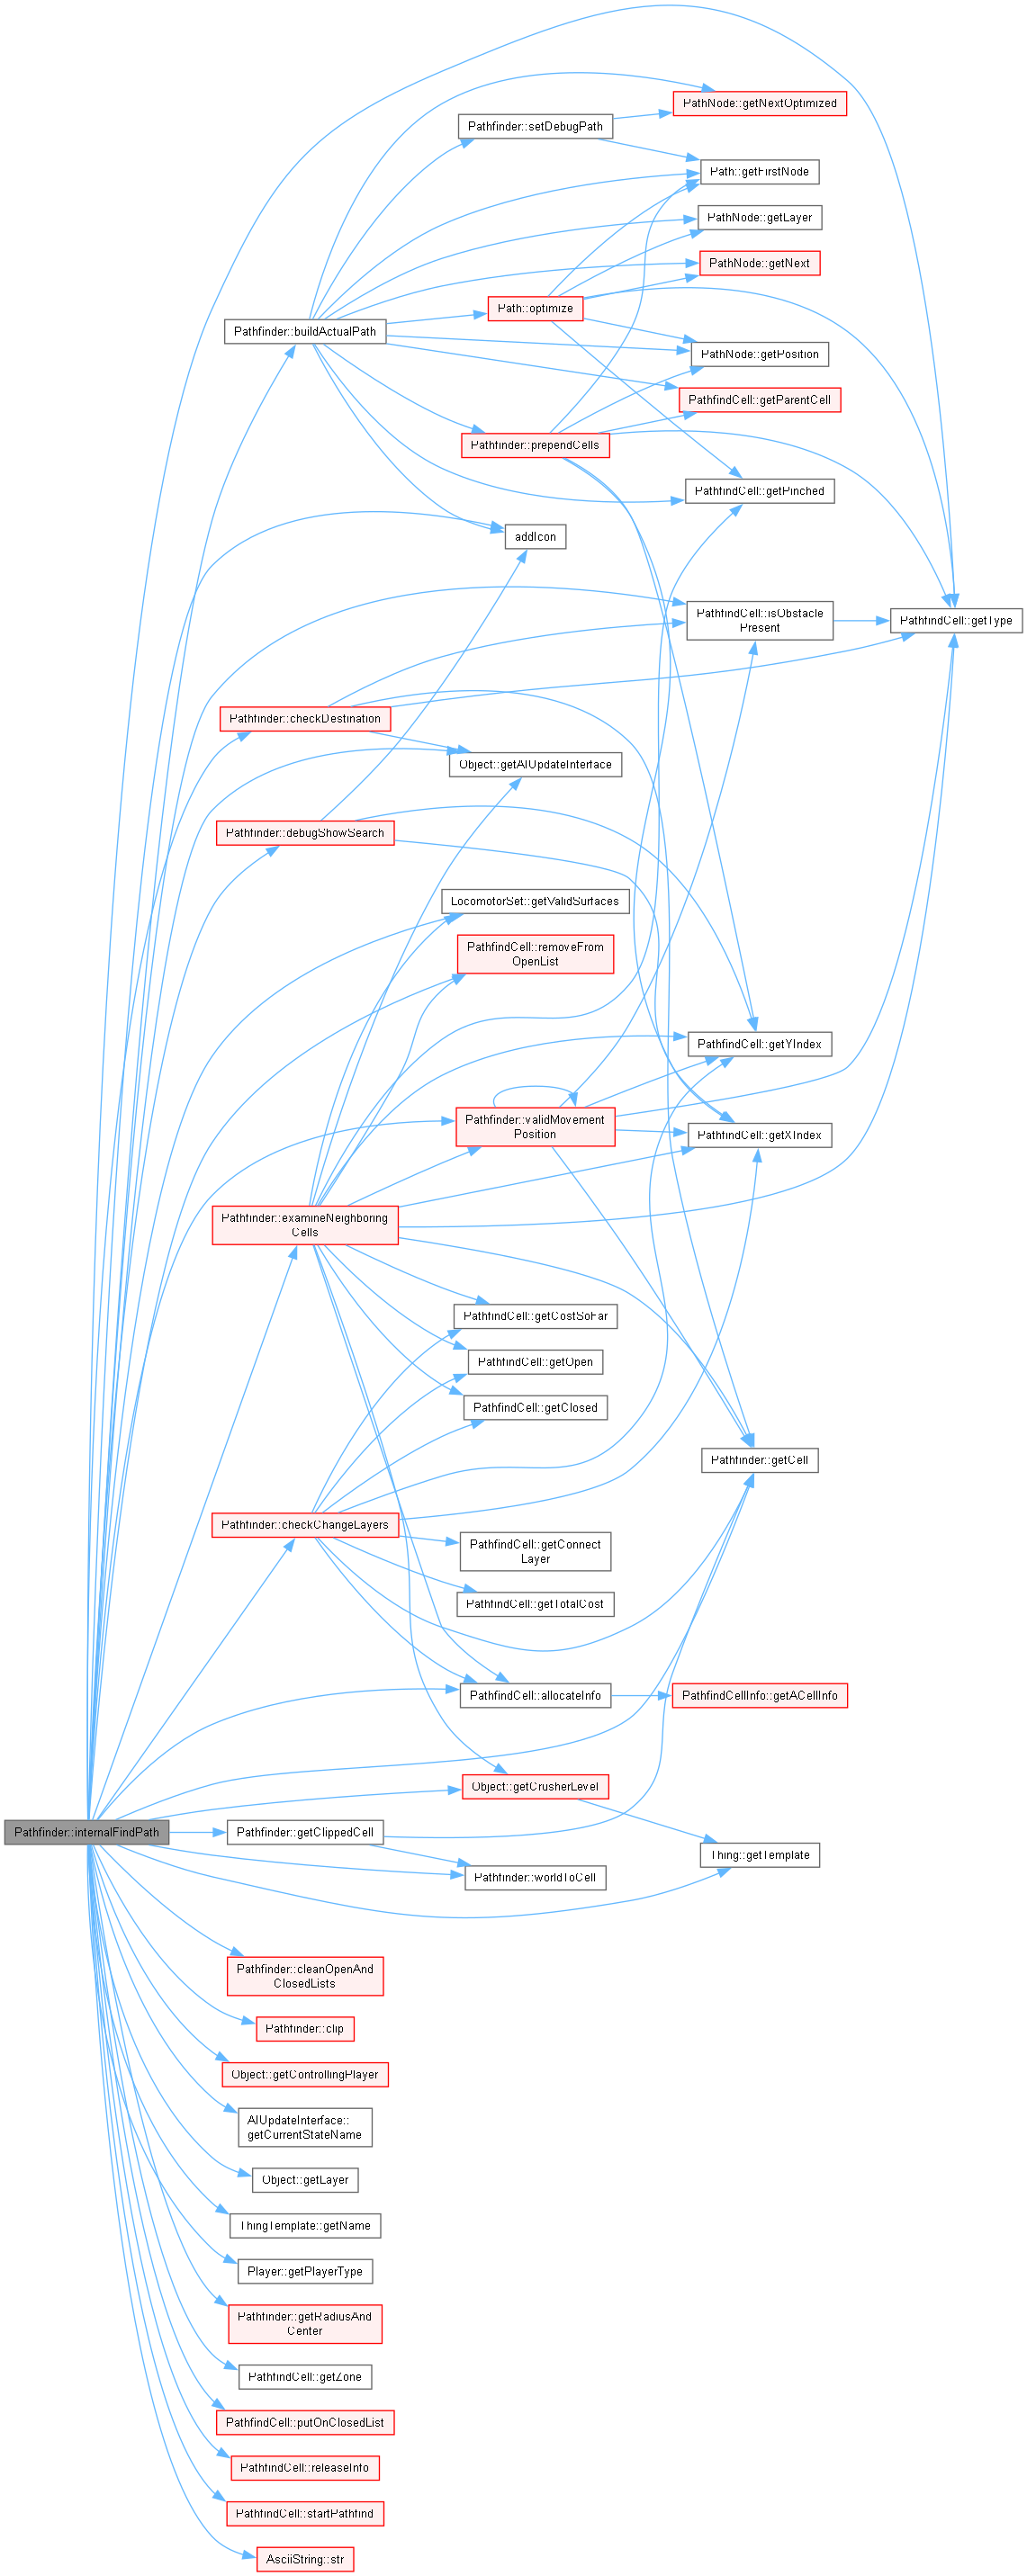 PathNode::getNextOptimized
Pathfinder::setDebugPath
Path::getFirstNode
PathNode::getLayer
PathNode::getNext
Path::optimize
Pathfinder::buildActualPath
PathNode::getPosition
PathfindCell::getParentCell
Pathfinder::prependCells
PathfindCell::getPinched
addIcon
PathfindCell::isObstacle
Present
PathfindCell::getType
Pathfinder::checkDestination
Object::getAIUpdateInterface
Pathfinder::debugShowSearch
LocomotorSet::getValidSurfaces
PathfindCell::removeFrom
OpenList
PathfindCell::getYIndex
Pathfinder::validMovement
Position
PathfindCell::getXIndex
Pathfinder::examineNeighboring
Cells
PathfindCell::getCostSoFar
PathfindCell::getOpen
PathfindCell::getClosed
Pathfinder::getCell
Pathfinder::checkChangeLayers
PathfindCell::getConnect
Layer
PathfindCell::getTotalCost
PathfindCell::allocateInfo
PathfindCellInfo::getACellInfo
Object::getCrusherLevel
Pathfinder::internalFindPath
Pathfinder::getClippedCell
Thing::getTemplate
Pathfinder::worldToCell
Pathfinder::cleanOpenAnd
ClosedLists
Pathfinder::clip
Object::getControllingPlayer
AIUpdateInterface::
getCurrentStateName
Object::getLayer
ThingTemplate::getName
Player::getPlayerType
Pathfinder::getRadiusAnd
Center
PathfindCell::getZone
PathfindCell::putOnClosedList
PathfindCell::releaseInfo
PathfindCell::startPathfind
AsciiString::str